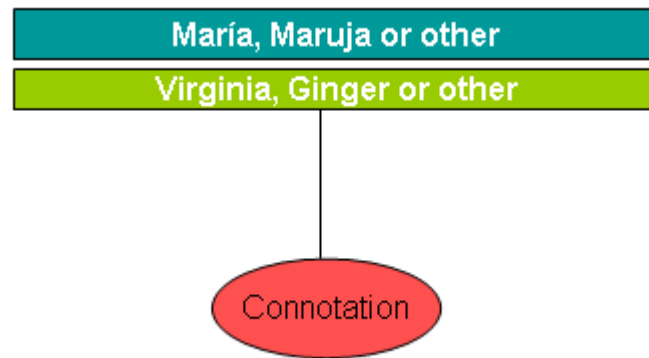 María, Maruja or other
Virginia, Ginger or other
Connotation